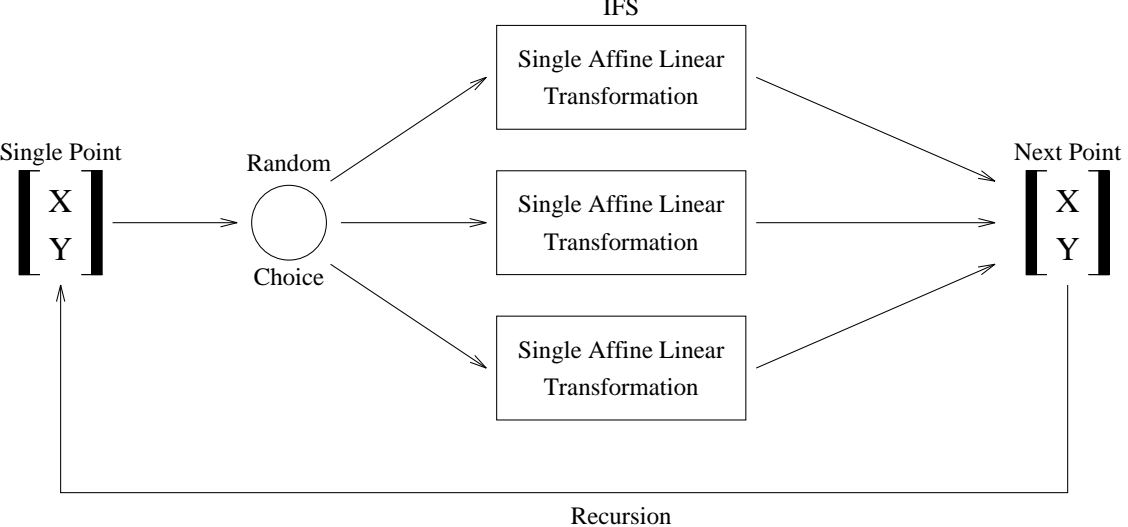 IFS
Single Affine Linear
Transformation
Single Point
X
Y
Random
Choice
Single Affine Linear
Transformation
Next Point
X
Y
Single Affine Linear
Transformation
Recursion